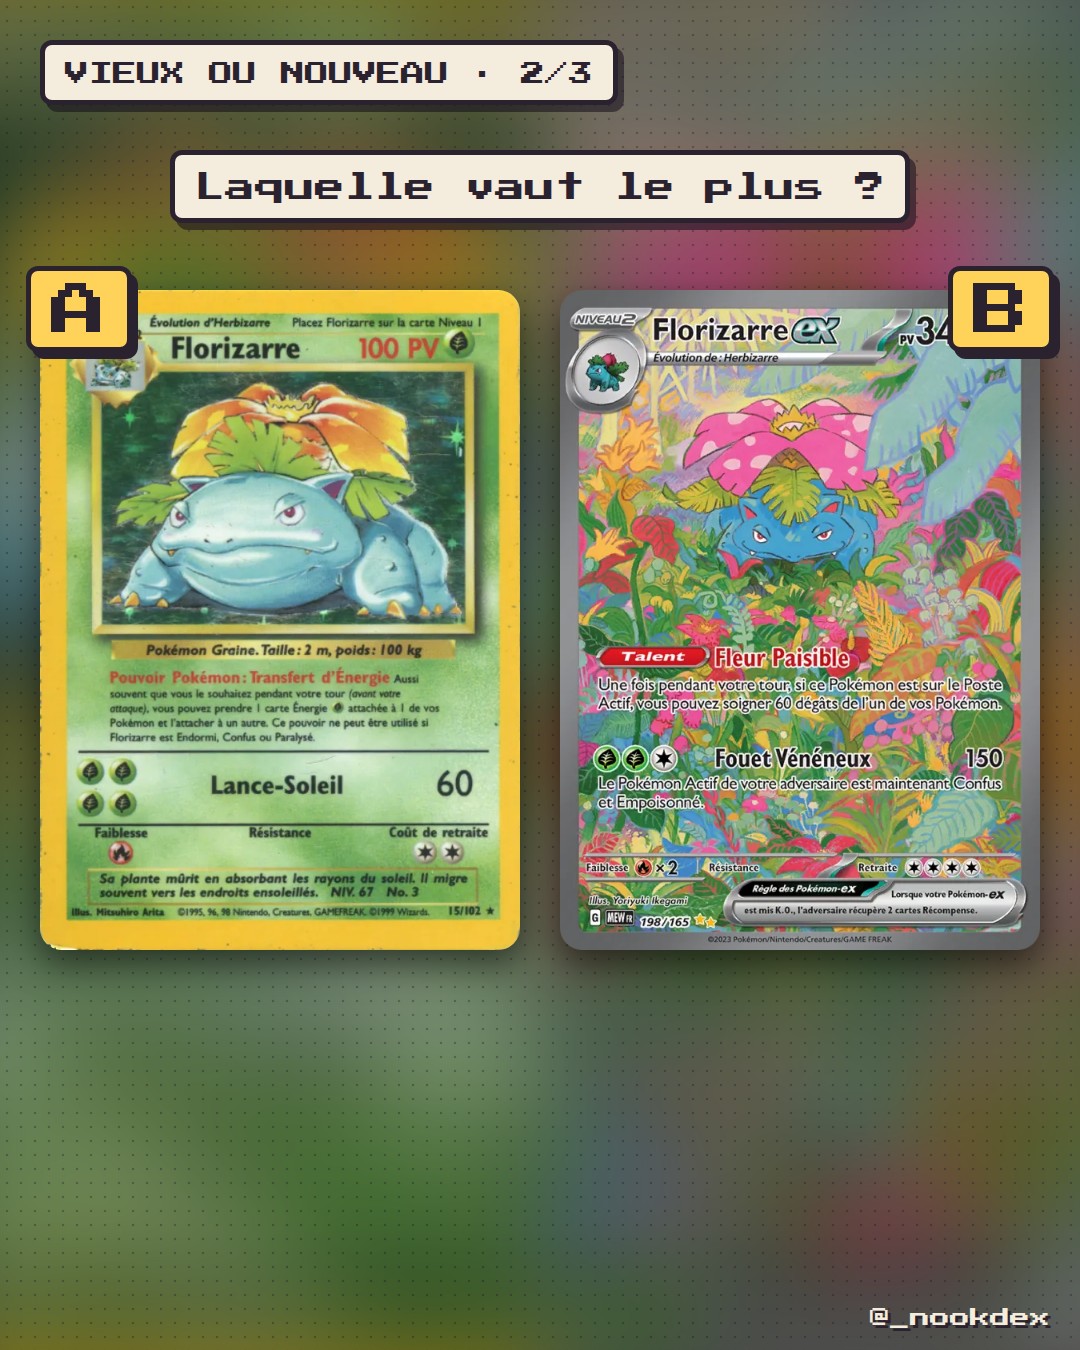 VIEUX OU NOUVEAU · 2/3
Laquelle vaut le plus ?
A
Évolution d'Herbizarre Placez Florizarre sur la carte Niveau 1
Florizarre 100 PV
Pokémon Graine. Taille : 2 m, poids : 100 kg
Pouvoir Pokémon : Transfert d'Énergie Aussi
souvent que vous le souhaitez pendant votre tour (avant votre
attaque), vous pouvez prendre 1 carte Énergie attachée à 1 de vos
Pokémon et l'attacher à un autre. Ce pouvoir ne peut être utilisé si
Florizarre est Endormi, Confus ou Paralysé.
Lance-Soleil 60
Faiblesse Résistance Coût de retraite
Sa plante mûrit en absorbant les rayons du soleil. Il migre
souvent vers les endroits ensoleillés. NIV. 67 No. 3
Illus. Mitsuhiro Arita ©1995, 96, 98 Nintendo, Creatures, GAMEFREAK. ©1999 Wizards. 15/102 ★
B
NIVEAU 2
Florizarre ex PV 34
Évolution de : Herbizarre
Talent Fleur Paisible
Une fois pendant votre tour, si ce Pokémon est sur le Poste
Actif, vous pouvez soigner 60 dégâts de l'un de vos Pokémon.
Fouet Vénéneux 150
Le Pokémon Actif de votre adversaire est maintenant Confus
et Empoisonné.
Faiblesse ×2 Résistance Retraite
Illus. Yoriyuki Ikegami
G MEW FR 198/165 ★★
Règle des Pokémon-ex Lorsque votre Pokémon-ex
est mis K.O., l'adversaire récupère 2 cartes Récompense.
©2023 Pokémon/Nintendo/Creatures/GAME FREAK
@_nookdex